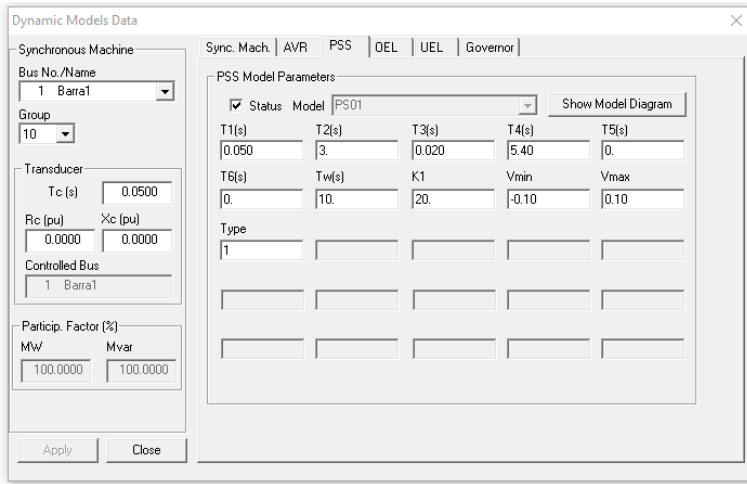 Dynamic Models Data
Synchronous Machine
Bus No./Name
1 Barra1
Group
10
Transducer
Tc (s) 0.0500
Rc (pu) Xc (pu)
0.0000 0.0000
Controlled Bus
1 Barra1
Particip. Factor (%)
MW Mvar
100.0000 100.0000
Apply Close
Sync. Mach. AVR PSS OEL UEL Governor
PSS Model Parameters
Status Model PS01 Show Model Diagram
T1(s) T2(s) T3(s) T4(s) T5(s)
0.050 3. 0.020 5.40 0.
T6(s) Tw(s) K1 Vmin Vmax
0. 10. 20. -0.10 0.10
Type
1